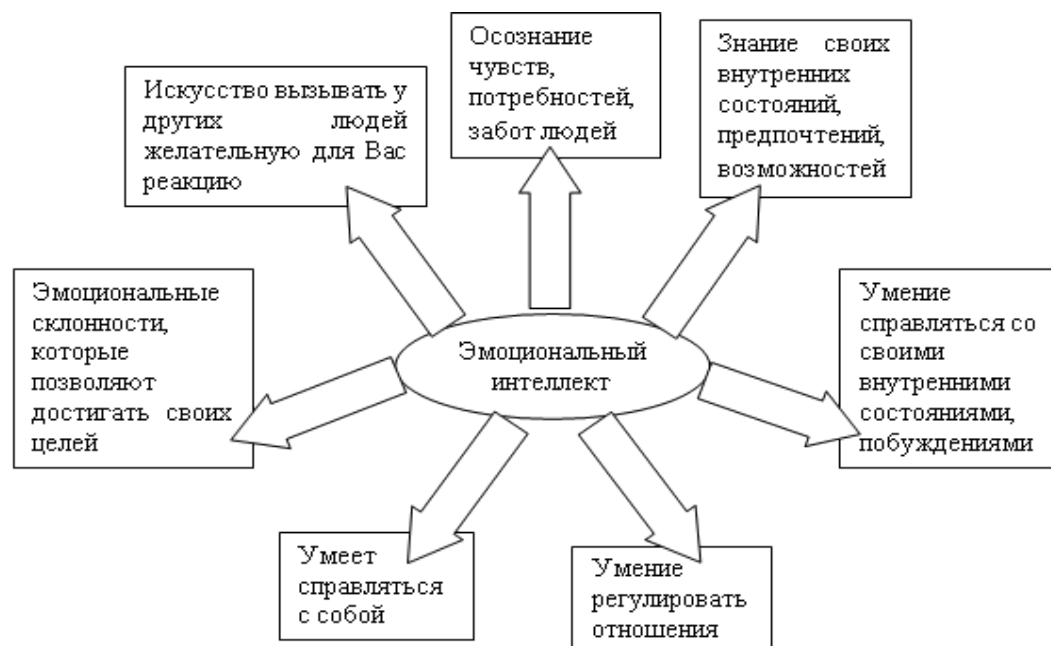 Осознание
чувств,
потребностей,
забот людей
Знание своих
внутренних
состояний,
предпочтений,
возможностей
Искусство вызывать у
других людей
желательную для Вас
реакцию
Эмоциональные
склонности,
которые
позволяют
достигать своих
целей
Эмоциональный
интеллект
Умение
справляться со
своими
внутренними
состояниями,
побуждениями
Умеет
справляться
с собой
Умение
регулировать
отношения